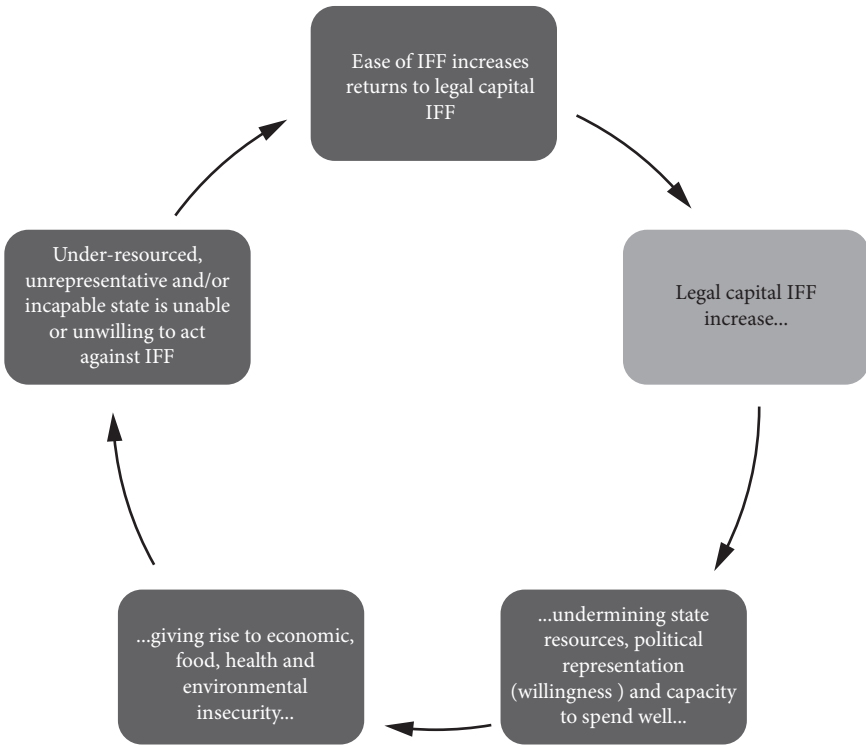 Ease of IFF increases
returns to legal capital
IFF
Legal capital IFF
increase...
...undermining state
resources, political
representation
(willingness ) and capacity
to spend well...
...giving rise to economic,
food, health and
environmental
insecurity...
Under-resourced,
unrepresentative and/or
incapable state is unable
or unwilling to act
against IFF